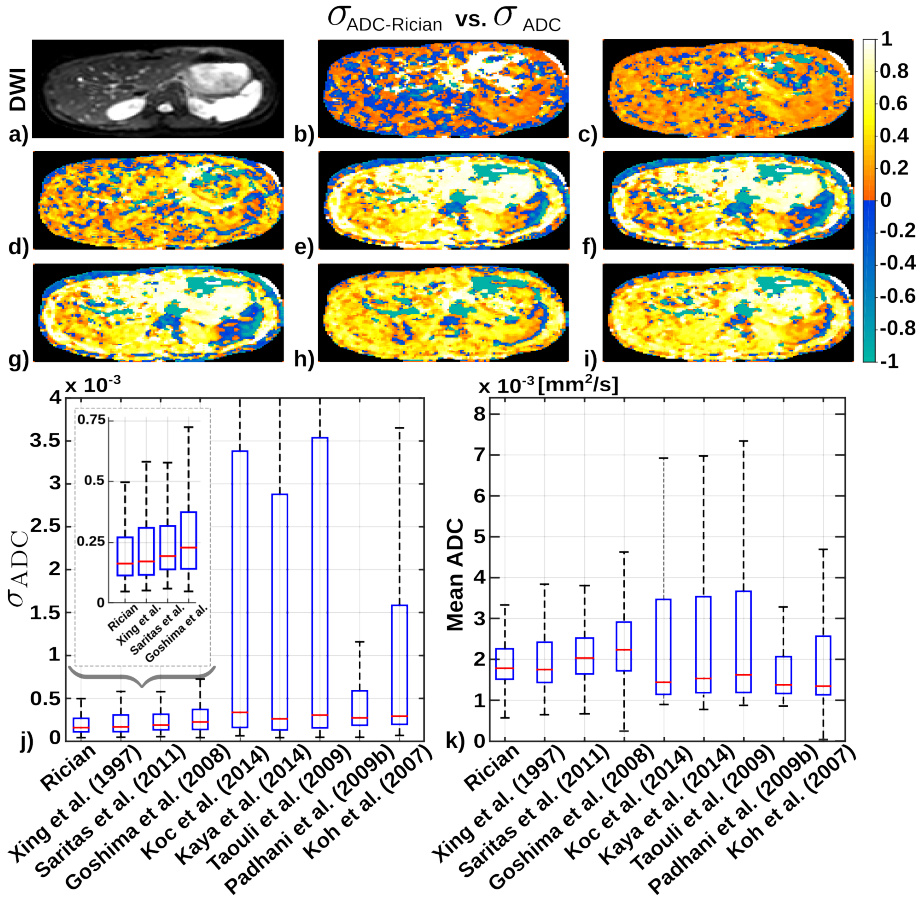 σADC-Rician vs. σ ADC
DWI
a)
b)
c)
d)
e)
f)
g)
h)
i)
1
0.8
0.6
0.4
0.2
0
-0.2
-0.4
-0.6
-0.8
-1
x 10-3
4
3.5
3
2.5
2
1.5
1
0.5
0
σADC
0.75
0.5
0.25
0
Rician
Xing et al.
Saritas et al.
Goshima et al.
j)
Rician
Xing et al. (1997)
Saritas et al. (2011)
Goshima et al. (2008)
Koc et al. (2014)
Kaya et al. (2014)
Taouli et al. (2009)
Padhani et al. (2009b)
Koh et al. (2007)
x 10-3 [mm2/s]
8
7
6
5
4
3
2
1
0
Mean ADC
k)
Rician
Xing et al. (1997)
Saritas et al. (2011)
Goshima et al. (2008)
Koc et al. (2014)
Kaya et al. (2014)
Taouli et al. (2009)
Padhani et al. (2009b)
Koh et al. (2007)